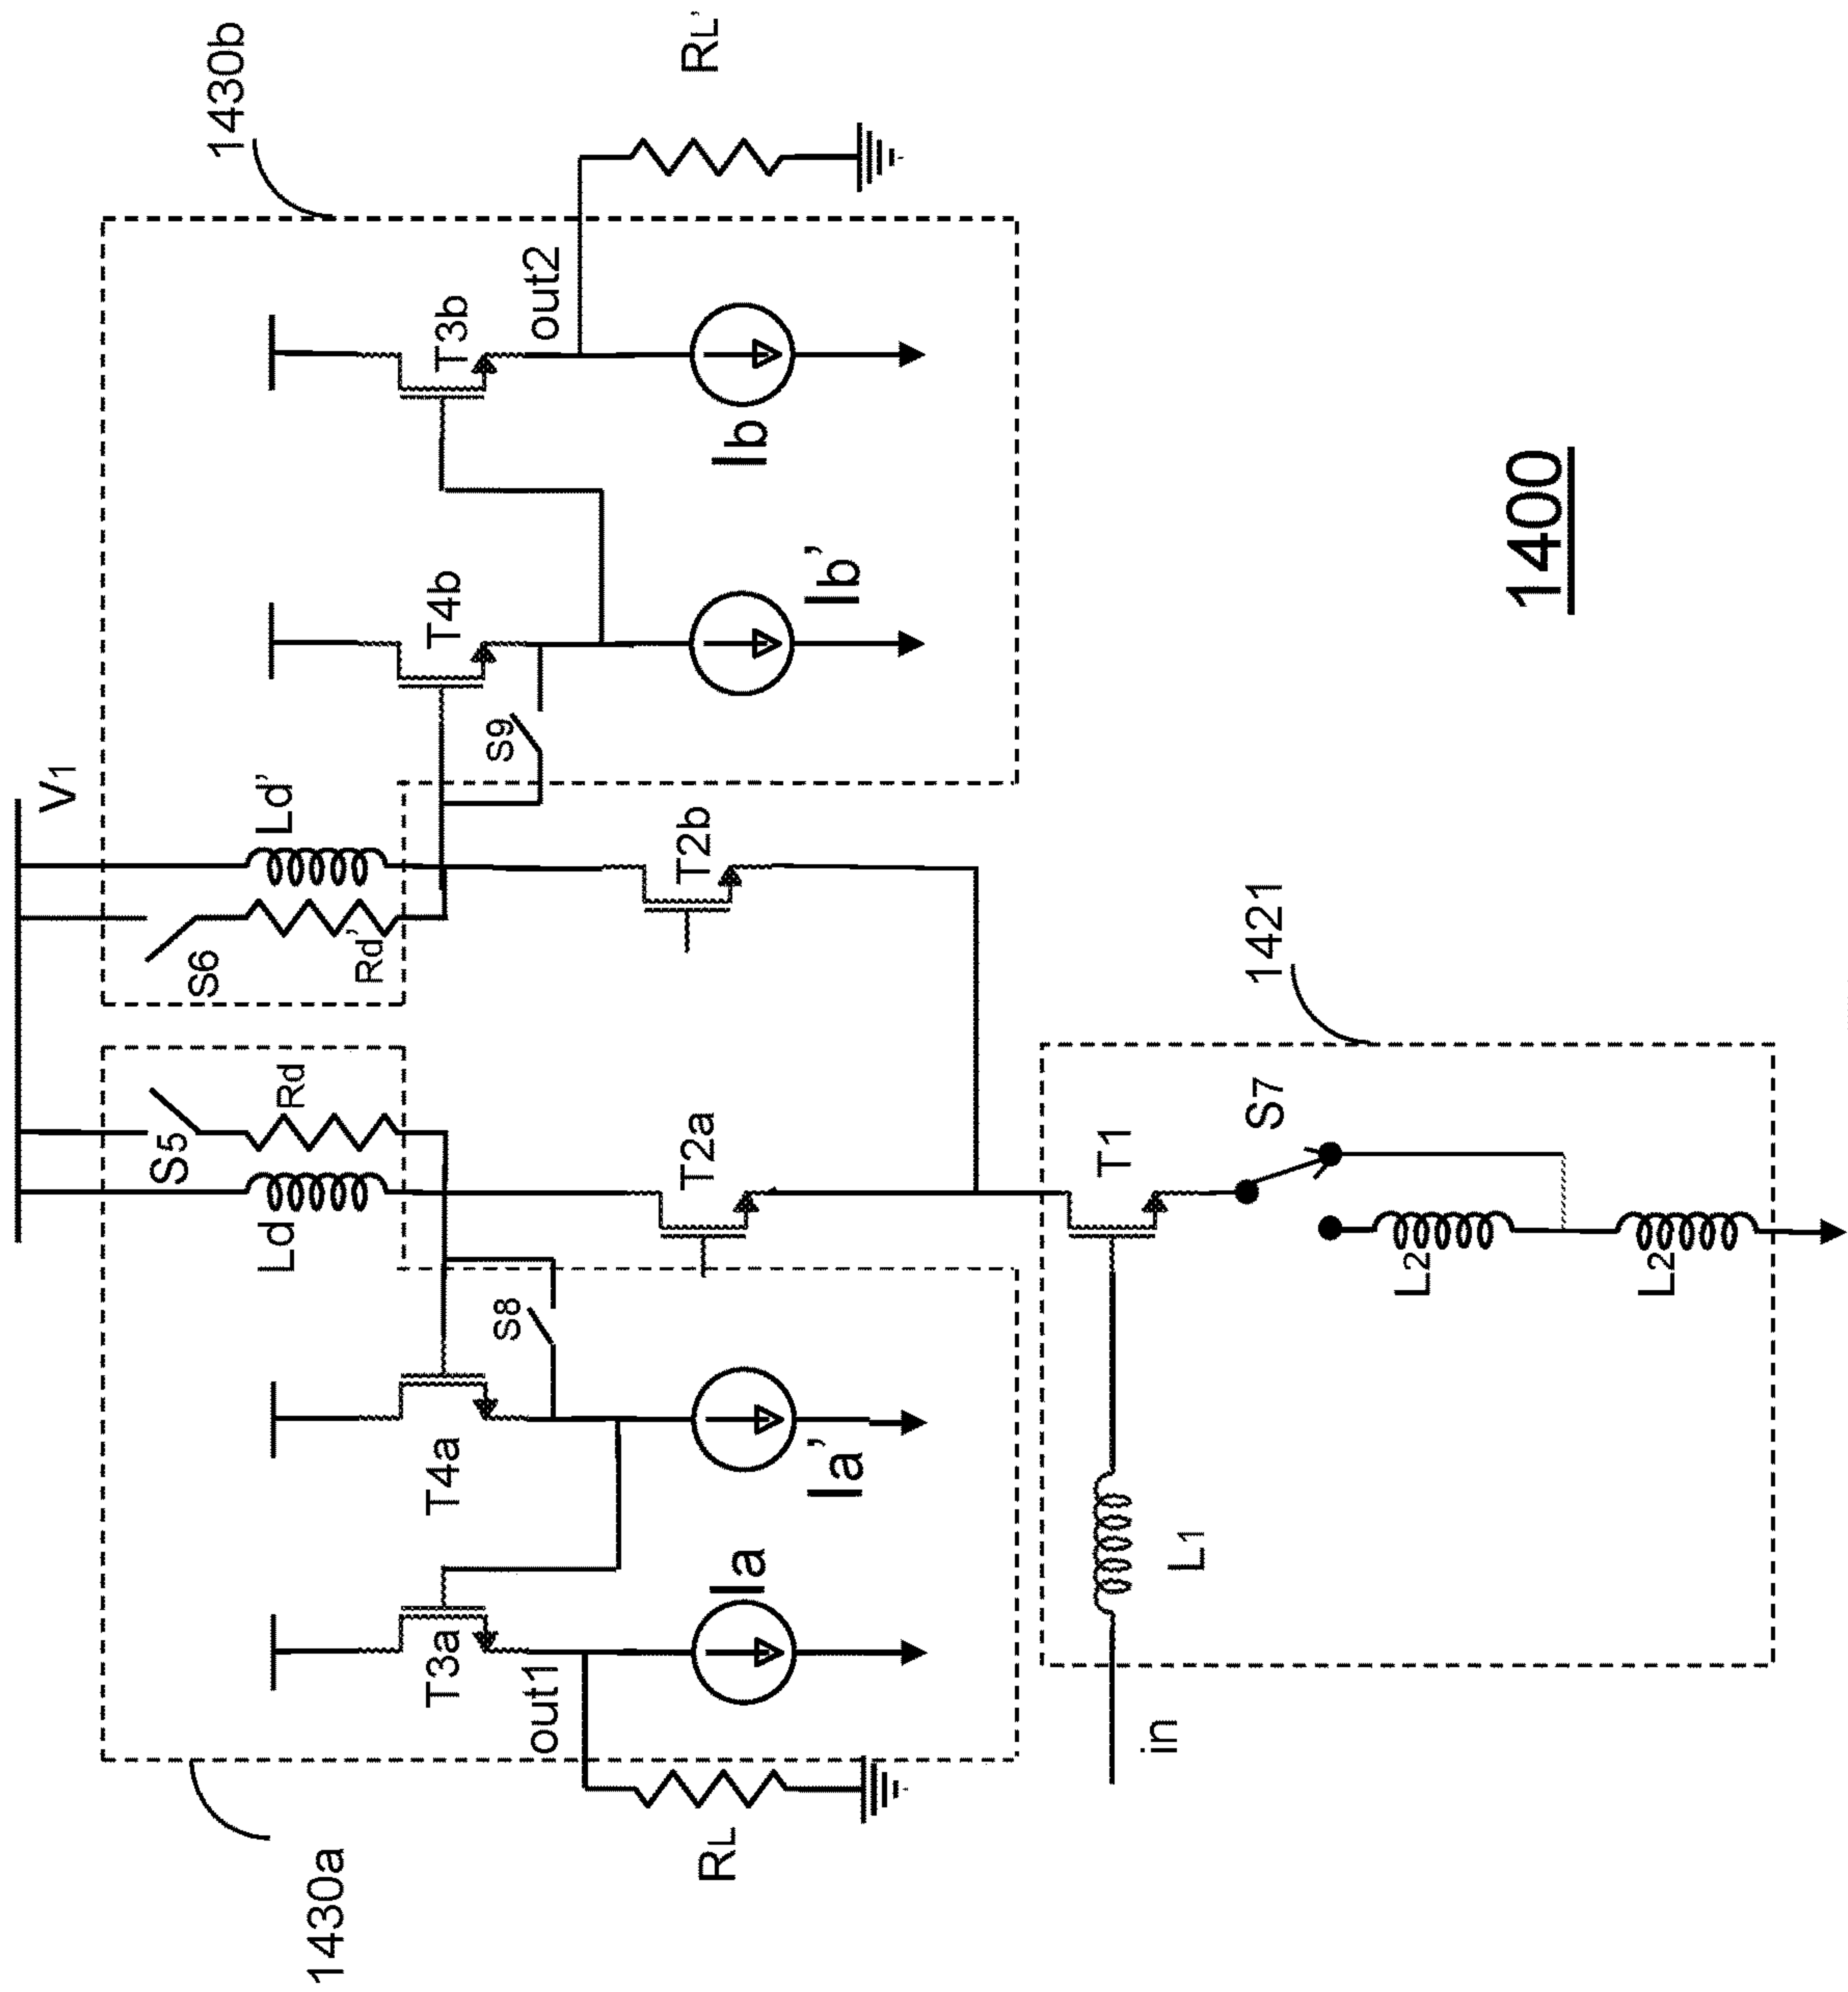 1400
V1
1430a
1430b
Ld
S5
Rd
S6
Rd'
Ld'
T3a
T4a
S8
T2a
T2b
S9
T4b
T3b
out1
out2
RL
Ia
Ia'
Ib'
Ib
RL'
in
L1
T1
S7
1421
L2
L2